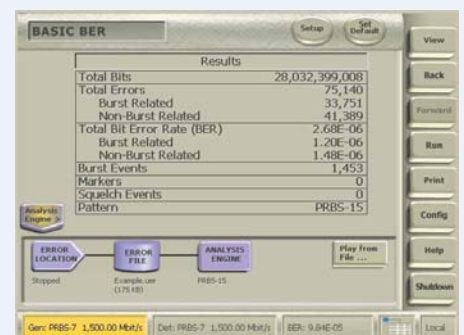 BASIC BER
Setup
Set Default
View
Back
Forward
Run
Print
Config
Help
Shutdown
Results
Total Bits 28,032,399,008
Total Errors 75,140
Burst Related 33,751
Non-Burst Related 41,389
Total Bit Error Rate (BER) 2.68E-06
Burst Related 1.20E-06
Non-Burst Related 1.48E-06
Burst Events 1,453
Markers 0
Squelch Events 0
Pattern PRBS-15
Analysis Engine >
ERROR LOCATION
ERROR FILE
ANALYSIS ENGINE
Play from File ...
Stopped
Example.uer (175 KB)
PRBS-15
Gen: PRBS-7 1,500.00 Mbit/s
Det: PRBS-7 1,500.00 Mbit/s
BER: 9.84E-05
Local